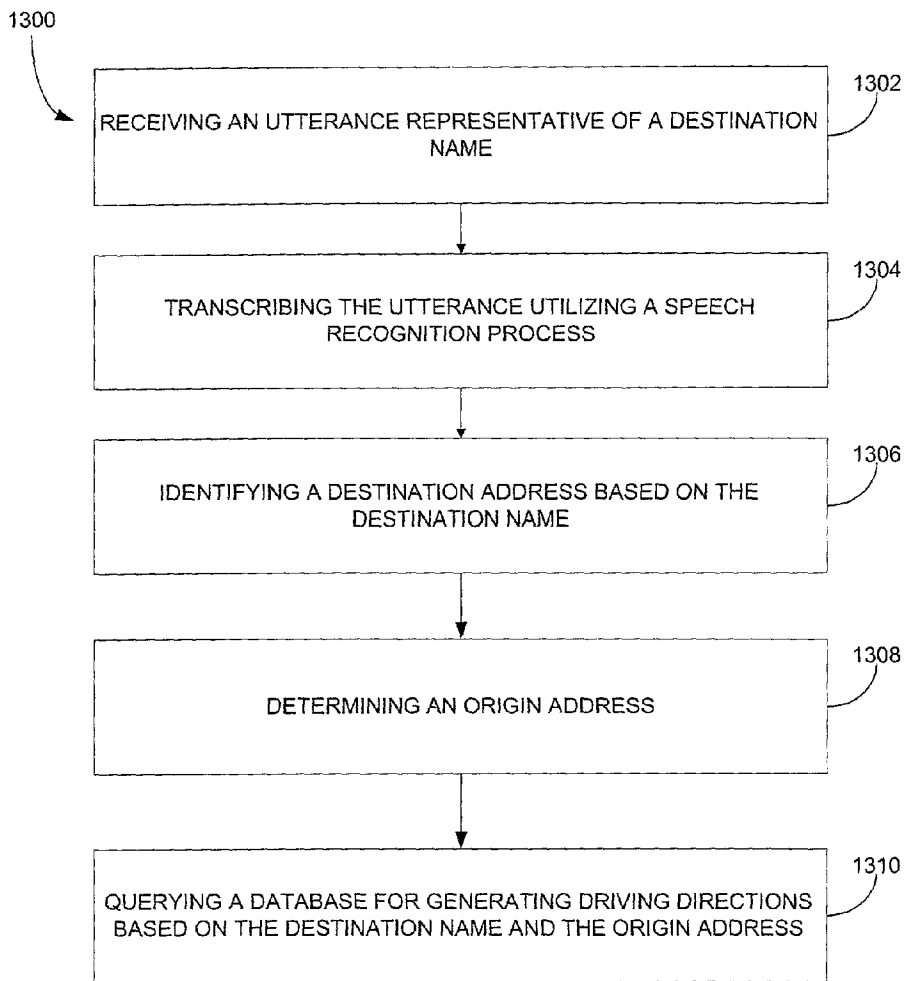 1300
1302
RECEIVING AN UTTERANCE REPRESENTATIVE OF A DESTINATION
NAME
1304
TRANSCRIBING THE UTTERANCE UTILIZING A SPEECH
RECOGNITION PROCESS
1306
IDENTIFYING A DESTINATION ADDRESS BASED ON THE
DESTINATION NAME
1308
DETERMINING AN ORIGIN ADDRESS
1310
QUERYING A DATABASE FOR GENERATING DRIVING DIRECTIONS
BASED ON THE DESTINATION NAME AND THE ORIGIN ADDRESS